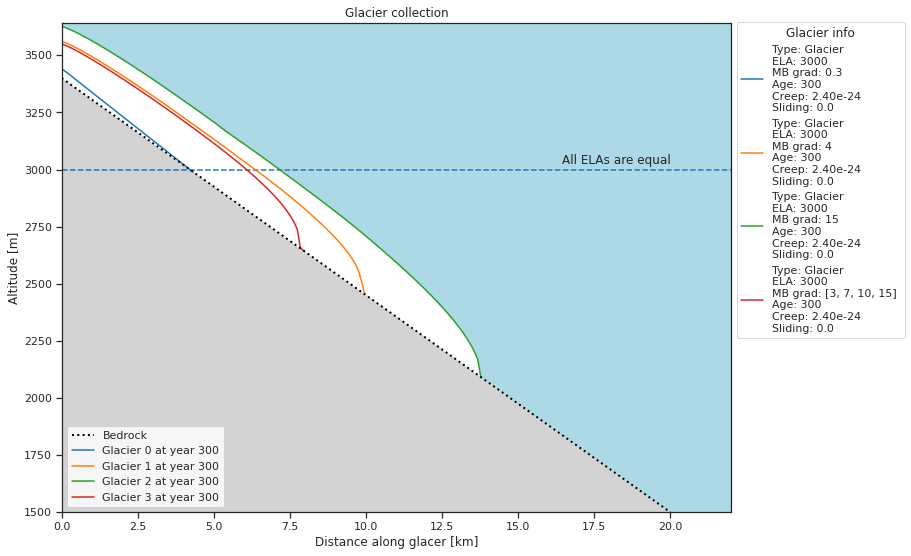 Glacier collection
Altitude [m]
3500
3250
3000
2750
2500
2250
2000
1750
1500
All ELAs are equal
Bedrock
Glacier 0 at year 300
Glacier 1 at year 300
Glacier 2 at year 300
Glacier 3 at year 300
0.0 2.5 5.0 7.5 10.0 12.5 15.0 17.5 20.0
Distance along glacer [km]
Glacier info
Type: Glacier
ELA: 3000
MB grad: 0.3
Age: 300
Creep: 2.40e-24
Sliding: 0.0
Type: Glacier
ELA: 3000
MB grad: 4
Age: 300
Creep: 2.40e-24
Sliding: 0.0
Type: Glacier
ELA: 3000
MB grad: 15
Age: 300
Creep: 2.40e-24
Sliding: 0.0
Type: Glacier
ELA: 3000
MB grad: [3, 7, 10, 15]
Age: 300
Creep: 2.40e-24
Sliding: 0.0